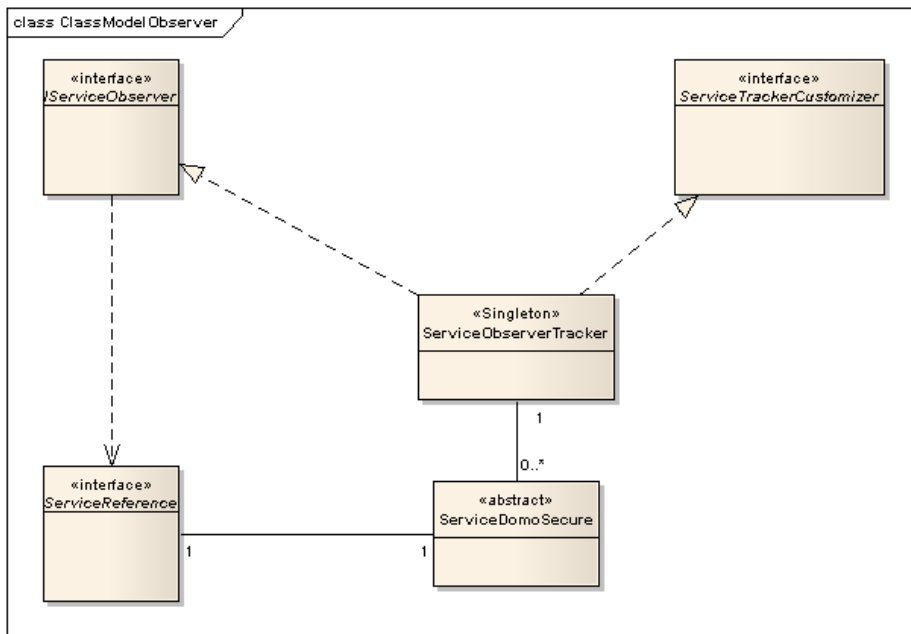 class ClassModelObserver
«interface»
IServiceObserver
«interface»
ServiceTrackerCustomizer
«Singleton»
ServiceObserverTracker
1
0..*
«interface»
ServiceReference
«abstract»
ServiceDomoSecure
1
1